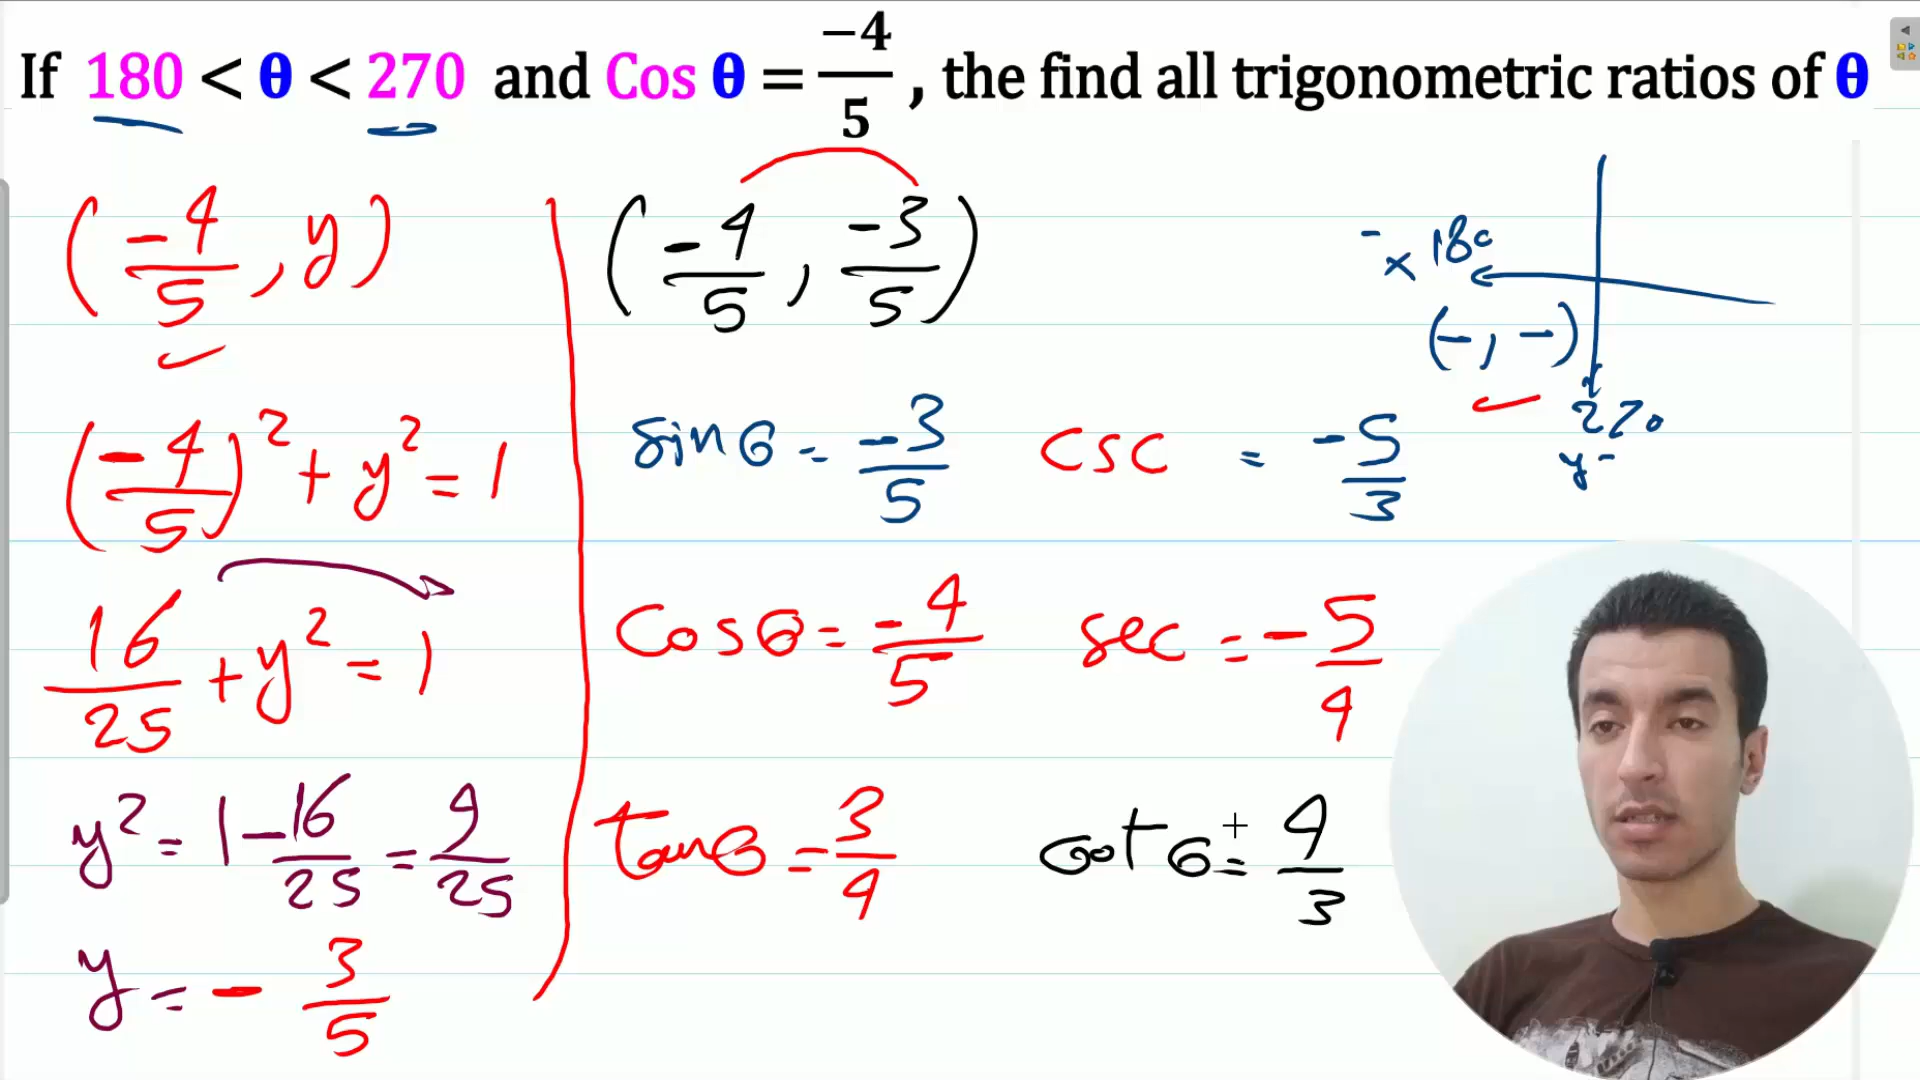 If 180 < θ < 270 and Cos θ = −4/5 , the find all trigonometric ratios of θ
(-4/5, y)
(-4/5)² + y² = 1
16/25 + y² = 1
y² = 1 - 16/25 = 9/25
y = - 3/5
(-4/5, -3/5)
sin θ = -3/5 csc = -5/3
Cos θ = -4/5 sec = -5/4
tan θ = 3/4 cot θ = 4/3
- x 180
(-, -)
270
y -